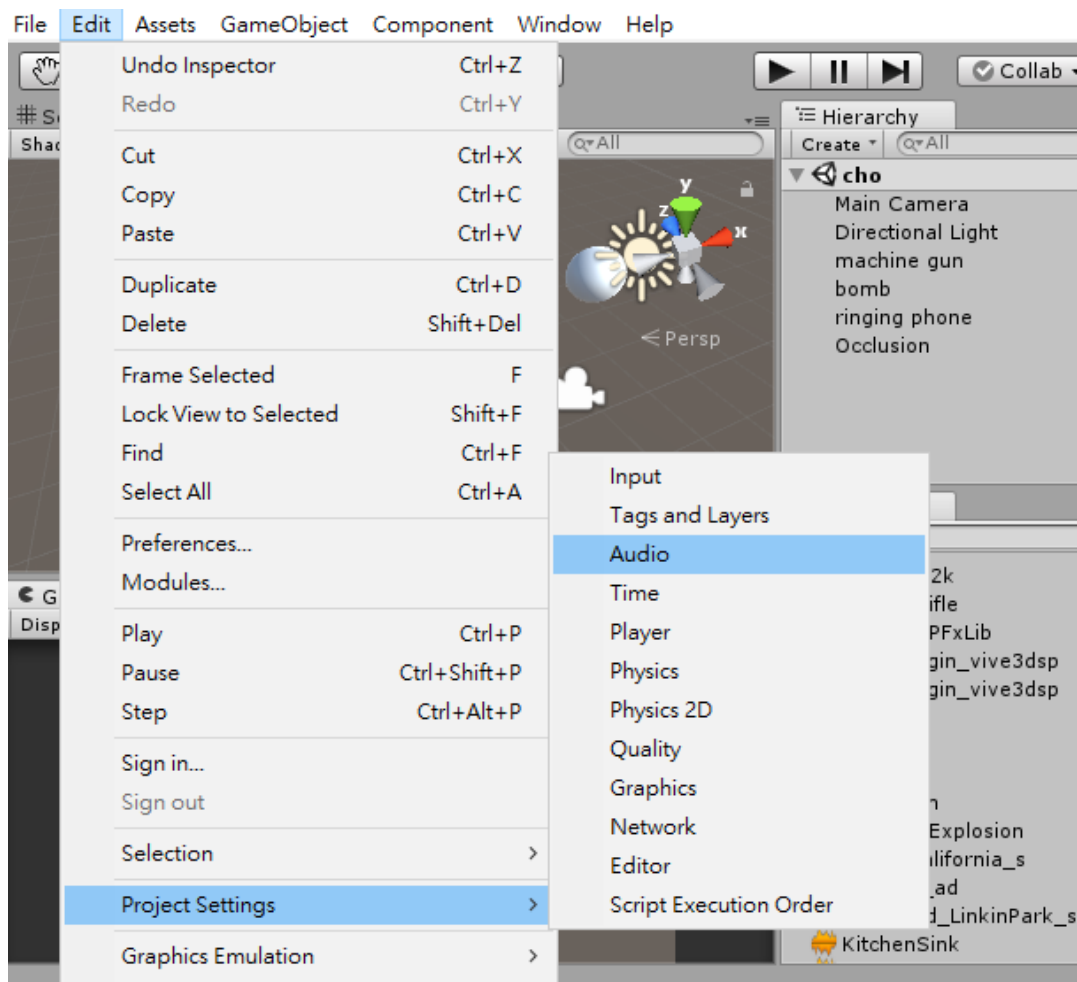 File Edit Assets GameObject Component Window Help
Collab
Hierarchy
Create All
All
cho
Main Camera
Directional Light
machine gun
bomb
ringing phone
Occlusion
y
z
x
Persp
Undo Inspector Ctrl+Z
Redo Ctrl+Y
Cut Ctrl+X
Copy Ctrl+C
Paste Ctrl+V
Duplicate Ctrl+D
Delete Shift+Del
Frame Selected F
Lock View to Selected Shift+F
Find Ctrl+F
Select All Ctrl+A
Preferences...
Modules...
Play Ctrl+P
Pause Ctrl+Shift+P
Step Ctrl+Alt+P
Sign in...
Sign out
Selection
Project Settings
Graphics Emulation
Input
Tags and Layers
Audio
Time
Player
Physics
Physics 2D
Quality
Graphics
Network
Editor
Script Execution Order
2k
ifle
PFxLib
gin_vive3dsp
gin_vive3dsp
n
Explosion
alifornia_s
_ad
d_LinkinPark_s
KitchenSink